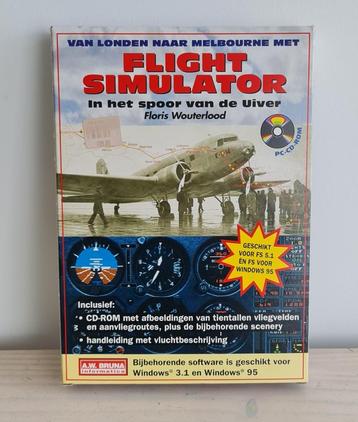 VAN LONDEN NAAR MELBOURNE MET
FLIGHT
SIMULATOR
In het spoor van de Uiver
Floris Wouterlood
PC-CD-ROM
GESCHIKT
VOOR FS 5.1
EN FS VOOR
WINDOWS 95
Inclusief:
• CD-ROM met afbeeldingen van tientallen vliegvelden
en aanvliegroutes, plus de bijbehorende scenery
• handleiding met vluchtbeschrijving
A.W. BRUNA
informatica
Bijbehorende software is geschikt voor
Windows® 3.1 en Windows® 95